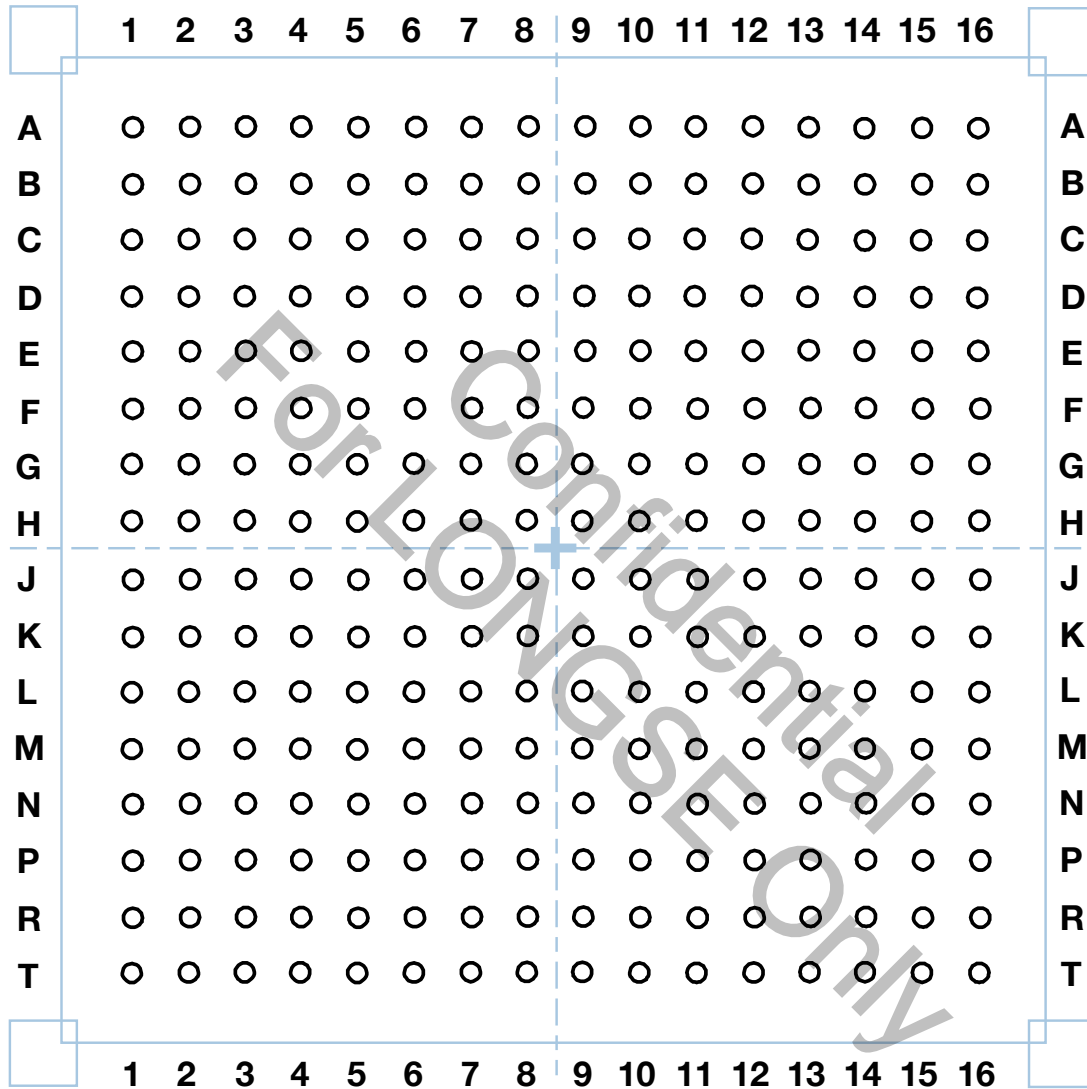 1 2 3 4 5 6 7 8 9 10 11 12 13 14 15 16
A A
B B
C C
D D
E E
F F
G G
H H
J J
K K
L L
M M
N N
P P
R R
T T
1 2 3 4 5 6 7 8 9 10 11 12 13 14 15 16
Confidential
For LONGSE Only